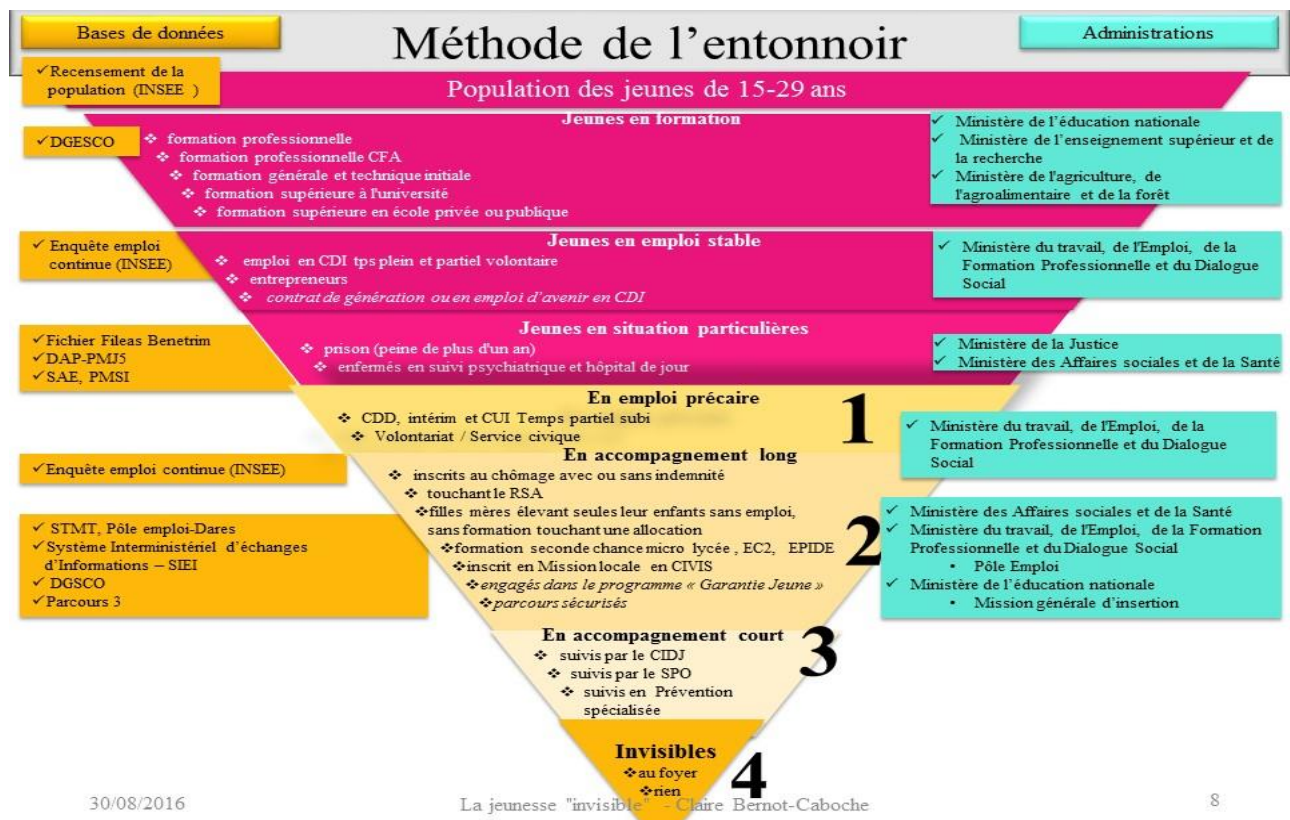 Bases de données
Méthode de l'entonnoir
Administrations
✓Recensement de la
population (INSEE )
Population des jeunes de 15-29 ans
Jeunes en formation
✓DGESCO
❖ formation professionnelle
❖ formation professionnelle CFA
❖ formation générale et technique initiale
❖ formation supérieure à l'université
❖ formation supérieure en école privée ou publique
✓ Ministère de l'éducation nationale
✓ Ministère de l'enseignement supérieur et de
la recherche
✓ Ministère de l'agriculture, de
l'agroalimentaire et de la forêt
Jeunes en emploi stable
✓ Enquête emploi
continue (INSEE)
❖ emploi en CDI tps plein et partiel volontaire
❖ entrepreneurs
❖ contrat de génération ou en emploi d'avenir en CDI
✓ Ministère du travail, de l'Emploi, de la
Formation Professionnelle et du Dialogue
Social
Jeunes en situation particulières
✓Fichier Fileas Benetrim
✓DAP-PMJ5
✓SAE, PMSI
❖ prison (peine de plus d'un an)
❖ enfermés en suivi psychiatrique et hôpital de jour
✓ Ministère de la Justice
✓ Ministère des Affaires sociales et de la Santé
En emploi précaire
1
❖ CDD, intérim et CUI Temps partiel subi
❖ Volontariat / Service civique
✓ Ministère du travail, de l'Emploi, de la
Formation Professionnelle et du Dialogue
Social
En accompagnement long
✓Enquête emploi continue (INSEE)
❖ inscrits au chômage avec ou sans indemnité
❖ touchant le RSA
❖filles mères élevant seules leur enfants sans emploi,
sans formation touchant une allocation
❖formation seconde chance micro lycée , EC2, EPIDE
❖inscrit en Mission locale en CIVIS
❖engagés dans le programme « Garantie Jeune »
❖parcours sécurisés
2
✓ STMT, Pôle emploi-Dares
✓Système Interministériel d'échanges
d'Informations – SIEI
✓ DGSCO
✓Parcours 3
✓ Ministère des Affaires sociales et de la Santé
✓ Ministère du travail, de l'Emploi, de la Formation
Professionnelle et du Dialogue Social
• Pôle Emploi
✓ Ministère de l'éducation nationale
• Mission générale d'insertion
En accompagnement court
3
❖ suivis par le CIDJ
❖ suivis par le SPO
❖ suivis en Prévention
spécialisée
Invisibles
4
❖au foyer
❖rien
30/08/2016
La jeunesse "invisible" - Claire Bernot-Caboche
8